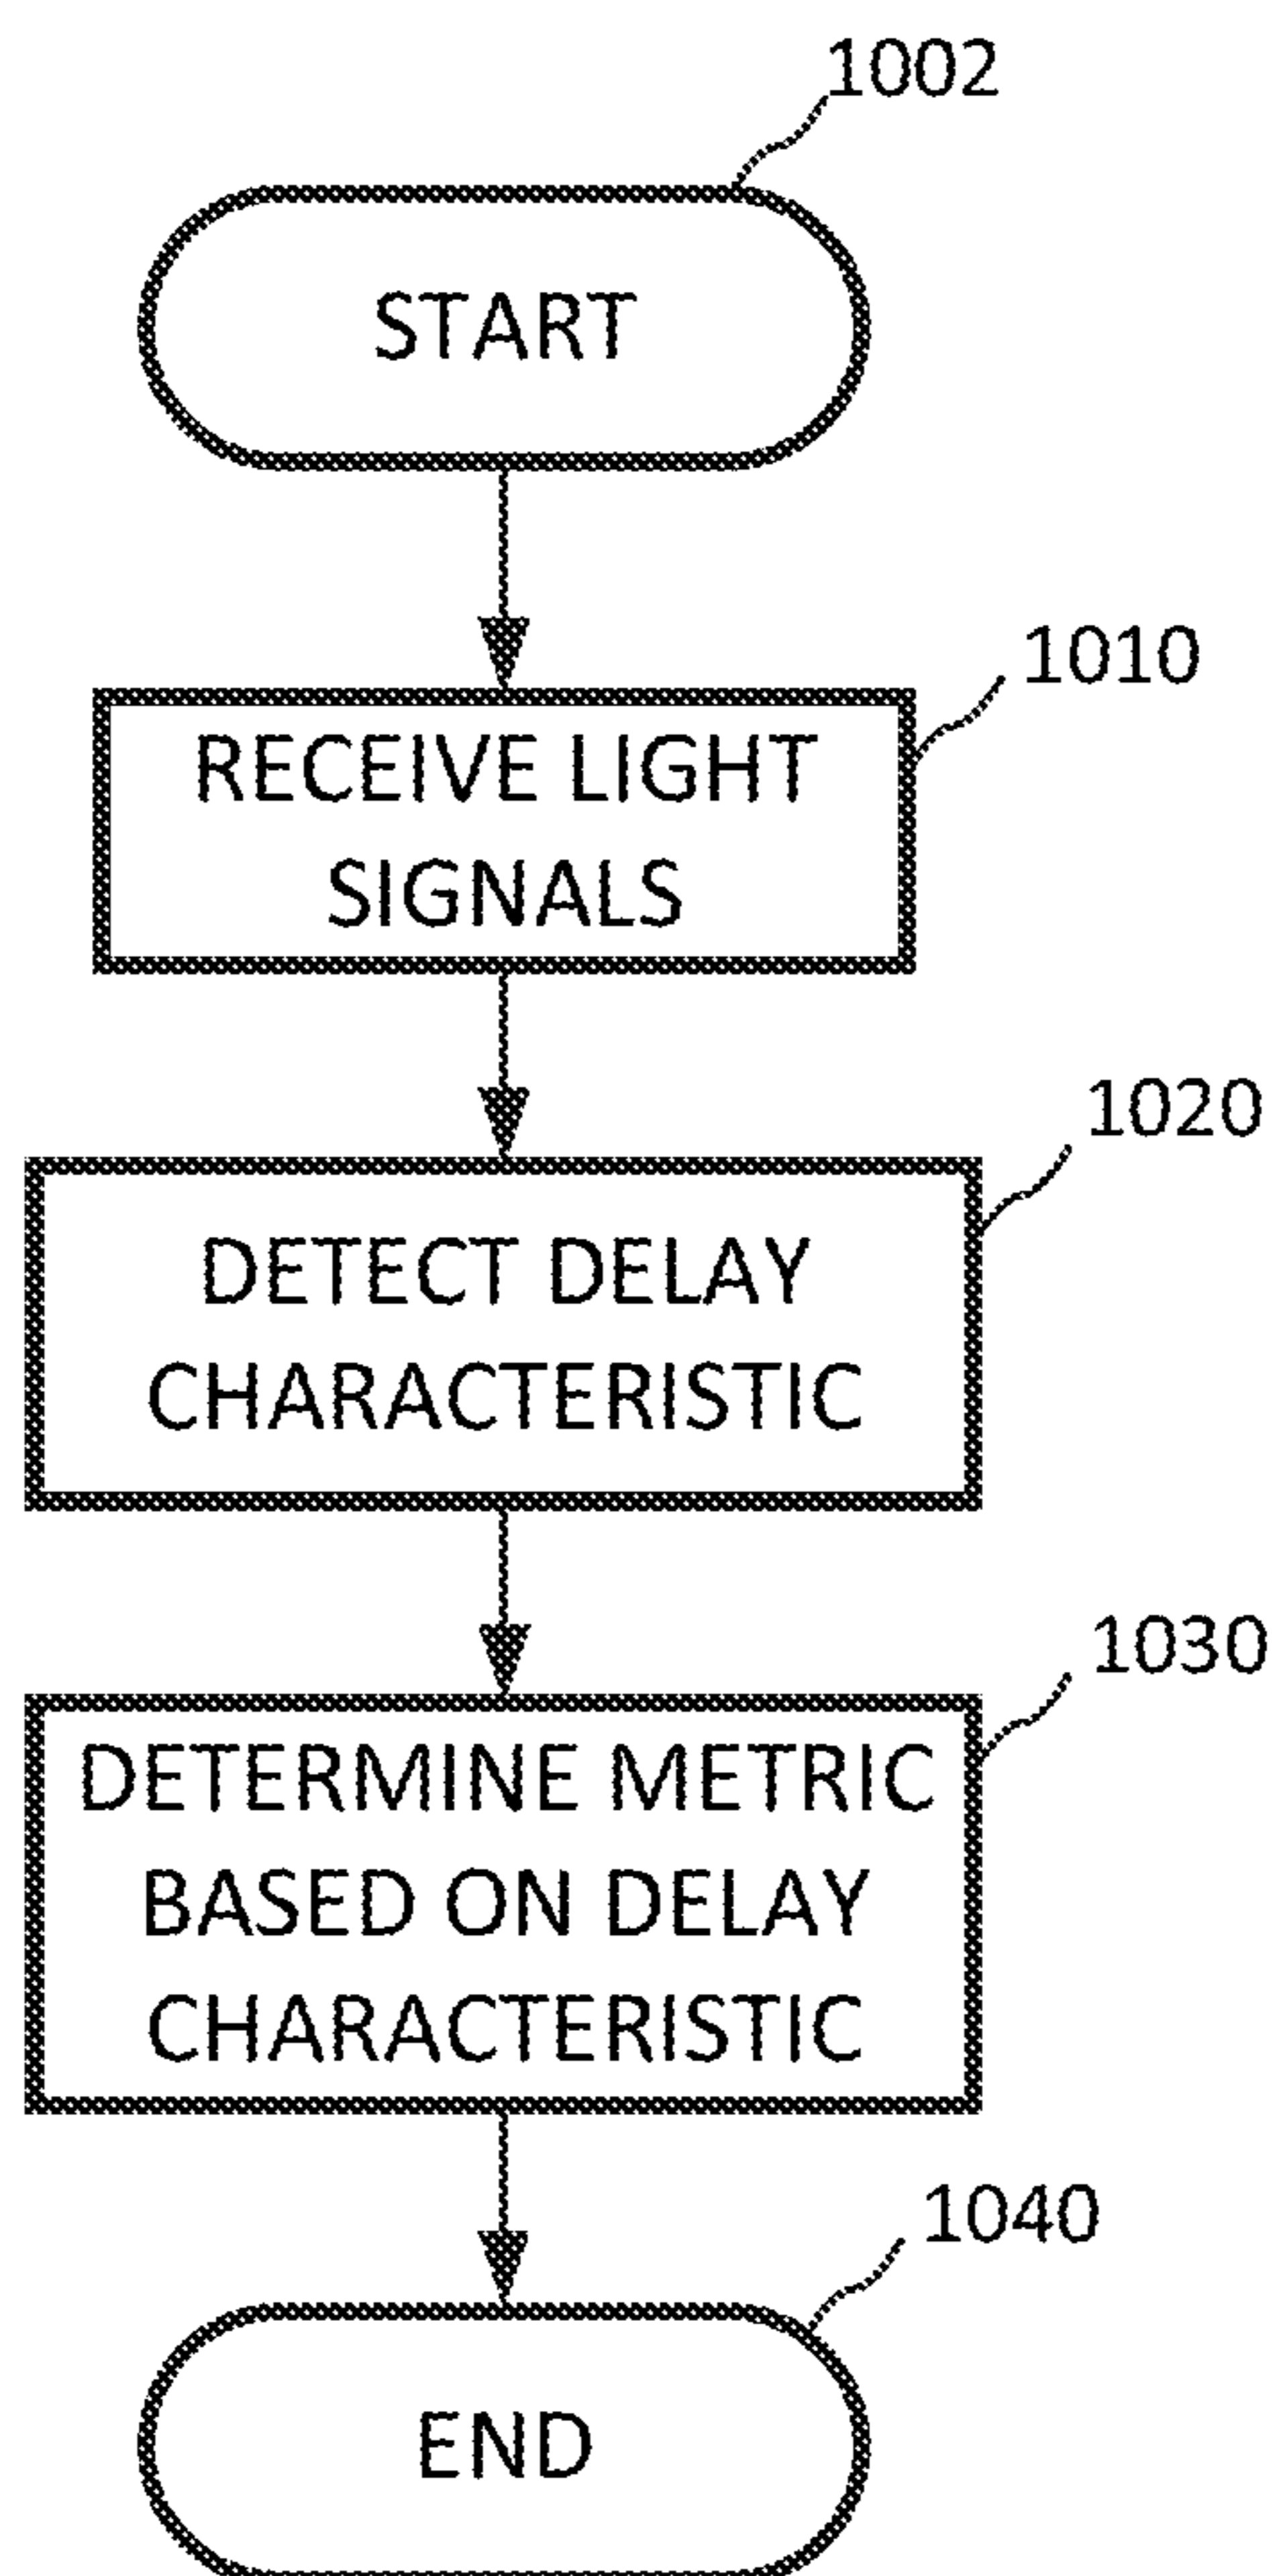 1002
START
1010
RECEIVE LIGHT
SIGNALS
1020
DETECT DELAY
CHARACTERISTIC
1030
DETERMINE METRIC
BASED ON DELAY
CHARACTERISTIC
1040
END